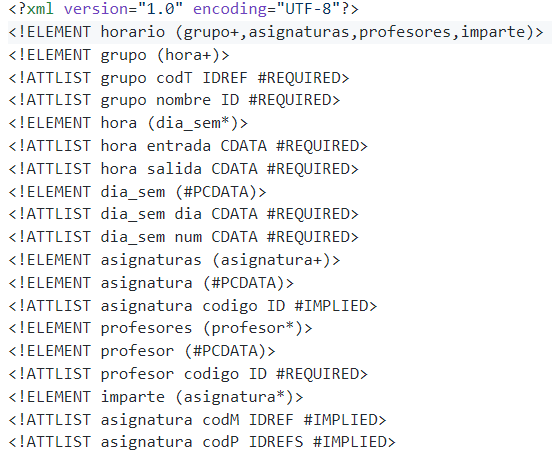 <?xml version="1.0" encoding="UTF-8"?>
<!ELEMENT horario (grupo+,asignaturas,profesores,imparte)>
<!ELEMENT grupo (hora+)>
<!ATTLIST grupo codT IDREF #REQUIRED>
<!ATTLIST grupo nombre ID #REQUIRED>
<!ELEMENT hora (dia_sem*)>
<!ATTLIST hora entrada CDATA #REQUIRED>
<!ATTLIST hora salida CDATA #REQUIRED>
<!ELEMENT dia_sem (#PCDATA)>
<!ATTLIST dia_sem dia CDATA #REQUIRED>
<!ATTLIST dia_sem num CDATA #REQUIRED>
<!ELEMENT asignaturas (asignatura+)>
<!ELEMENT asignatura (#PCDATA)>
<!ATTLIST asignatura codigo ID #IMPLIED>
<!ELEMENT profesores (profesor*)>
<!ELEMENT profesor (#PCDATA)>
<!ATTLIST profesor codigo ID #REQUIRED>
<!ELEMENT imparte (asignatura*)>
<!ATTLIST asignatura codM IDREF #IMPLIED>
<!ATTLIST asignatura codP IDREFS #IMPLIED>